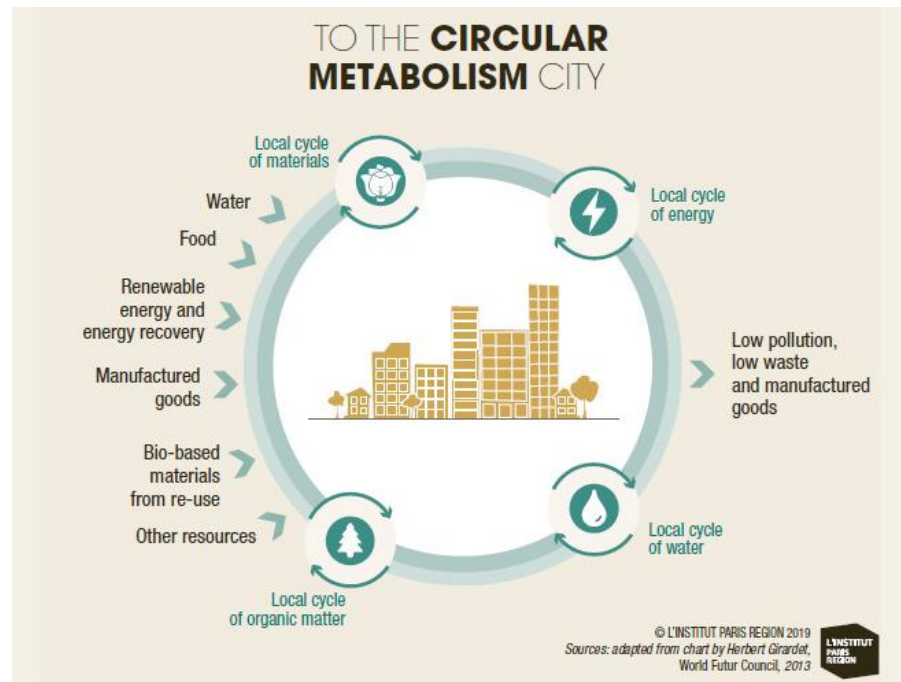 TO THE CIRCULAR
METABOLISM CITY
Local cycle
of materials
Water
Food
Renewable
energy and
energy recovery
Manufactured
goods
Bio-based
materials
from re-use
Other resources
Local cycle
of organic matter
Local cycle
of energy
Low pollution,
low waste
and manufactured
goods
Local cycle
of water
© L'INSTITUT PARIS REGION 2019
Sources: adapted from chart by Herbert Girardet,
World Futur Council, 2013
L'INSTITUT
PARIS
REGION